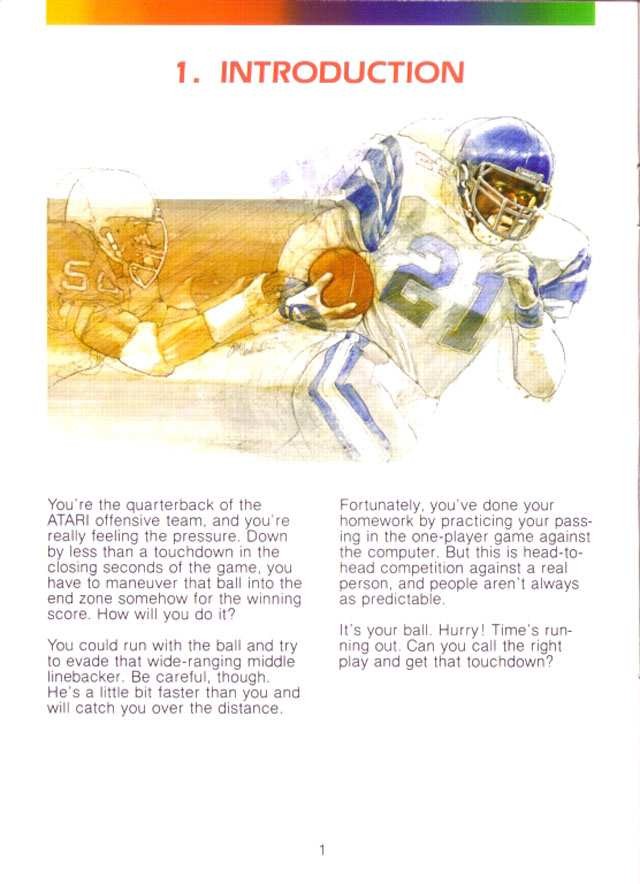 1. INTRODUCTION
5
21
You're the quarterback of the
ATARI offensive team, and you're
really feeling the pressure. Down
by less than a touchdown in the
closing seconds of the game, you
have to maneuver that ball into the
end zone somehow for the winning
score. How will you do it?
You could run with the ball and try
to evade that wide-ranging middle
linebacker. Be careful, though.
He's a little bit faster than you and
will catch you over the distance.
Fortunately, you've done your
homework by practicing your pass-
ing in the one-player game against
the computer. But this is head-to-
head competition against a real
person, and people aren't always
as predictable.
It's your ball. Hurry! Time's run-
ning out. Can you call the right
play and get that touchdown?
1